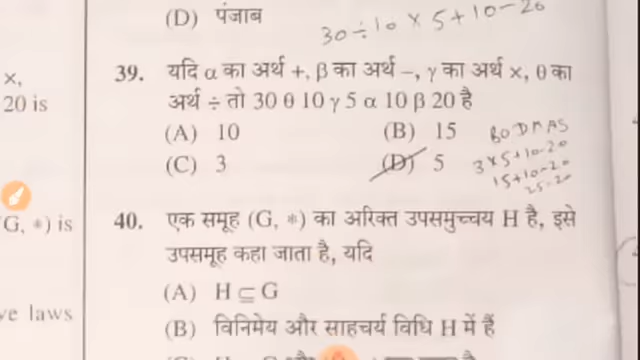 (D) पंजाब
30 ÷ 10 × 5 + 10 - 20
x,
20 is
39. यदि α का अर्थ +, β का अर्थ –, γ का अर्थ ×, θ का
अर्थ ÷ तो 30 θ 10 γ 5 α 10 β 20 है
(A) 10 (B) 15
(C) 3 (D) 5
BODMAS
3 × 5 + 10 - 20
15 + 10 - 20
25 - 20
G, *) is
40. एक समूह (G, *) का अरिक्त उपसमुच्चय H है, इसे
उपसमूह कहा जाता है, यदि
(A) H ⊆ G
ve laws
(B) विनिमेय और साहचर्य विधि H में हैं